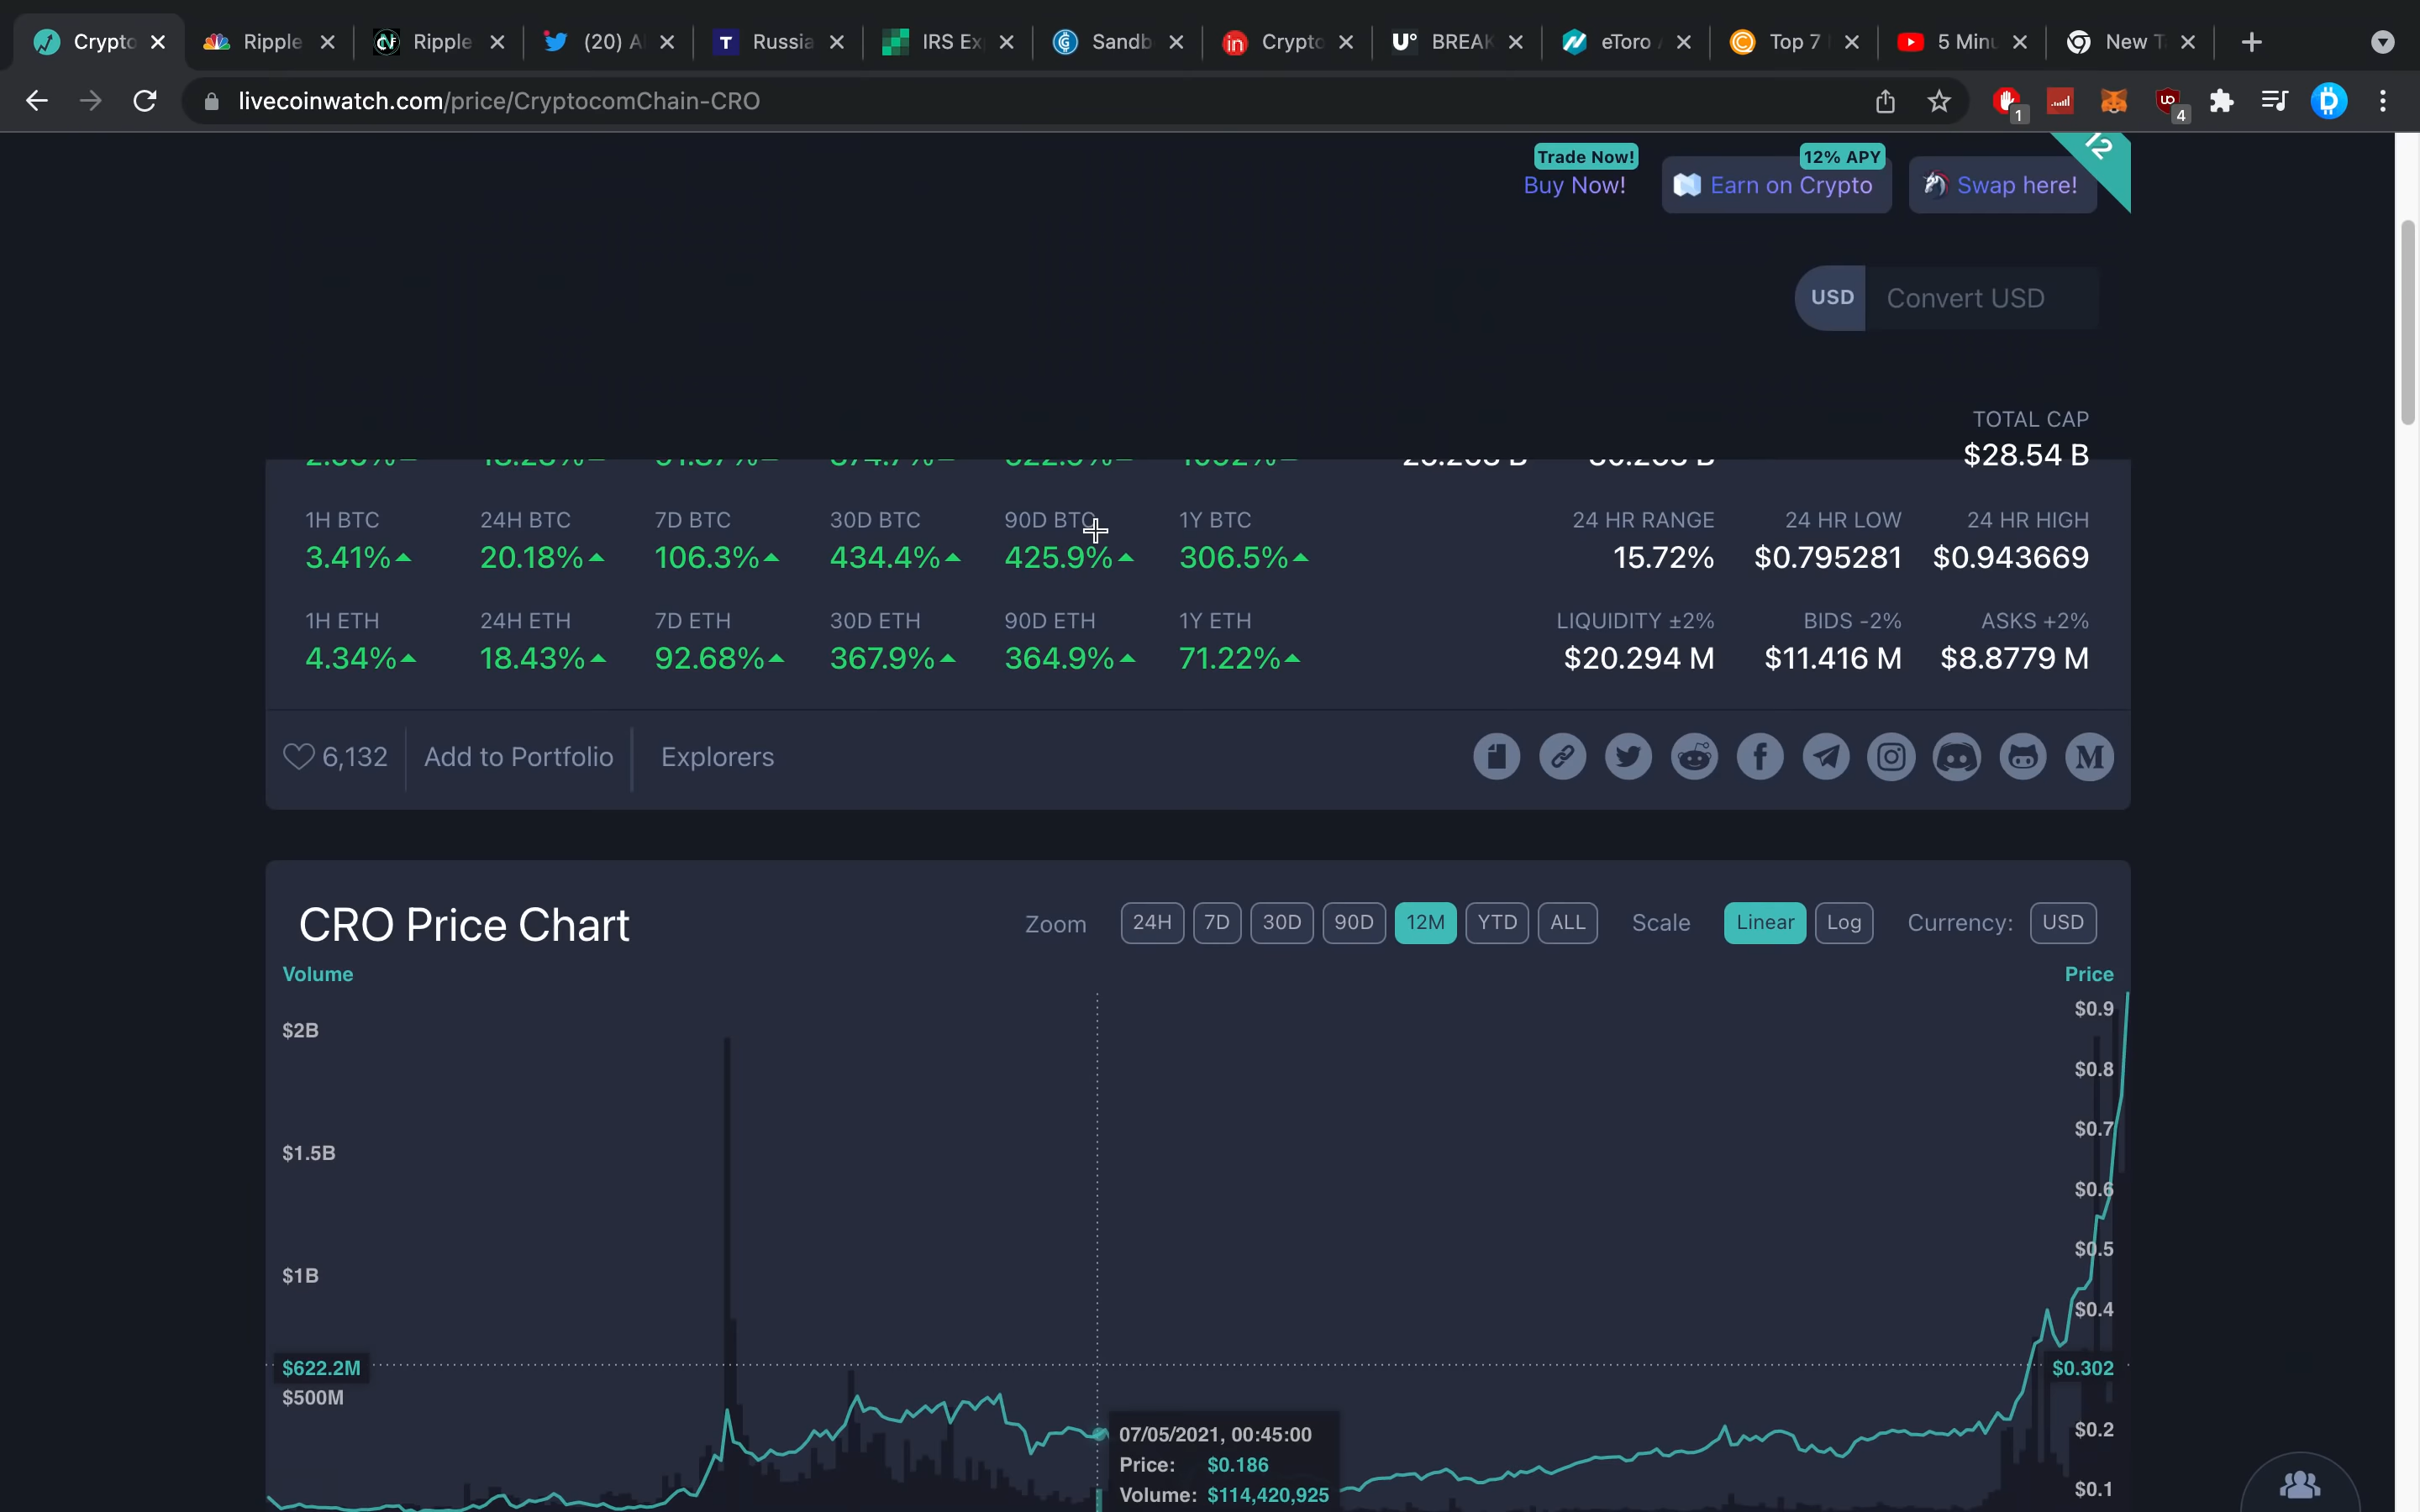 Crypto Ripple Ripple (20) A Russia IRS Ex Sandb Crypto BREAK eToro Top 7 5 Minu New T
livecoinwatch.com/price/CryptocomChain-CRO
1 4
12
Trade Now! 12% APY
Buy Now! Earn on Crypto Swap here!
USD Convert USD
TOTAL CAP
$28.54 B
1H BTC 24H BTC 7D BTC 30D BTC 90D BTC 1Y BTC 24 HR RANGE 24 HR LOW 24 HR HIGH
3.41% 20.18% 106.3% 434.4% 425.9% 306.5% 15.72% $0.795281 $0.943669
1H ETH 24H ETH 7D ETH 30D ETH 90D ETH 1Y ETH LIQUIDITY ±2% BIDS -2% ASKS +2%
4.34% 18.43% 92.68% 367.9% 364.9% 71.22% $20.294 M $11.416 M $8.8779 M
6,132 Add to Portfolio Explorers
CRO Price Chart Zoom 24H 7D 30D 90D 12M YTD ALL Scale Linear Log Currency: USD
Volume Price
$2B $0.9
$0.8
$1.5B $0.7
$0.6
$1B $0.5
$0.4
$622.2M $0.302
$500M
$0.2
07/05/2021, 00:45:00
Price: $0.186
Volume: $114,420,925
$0.1